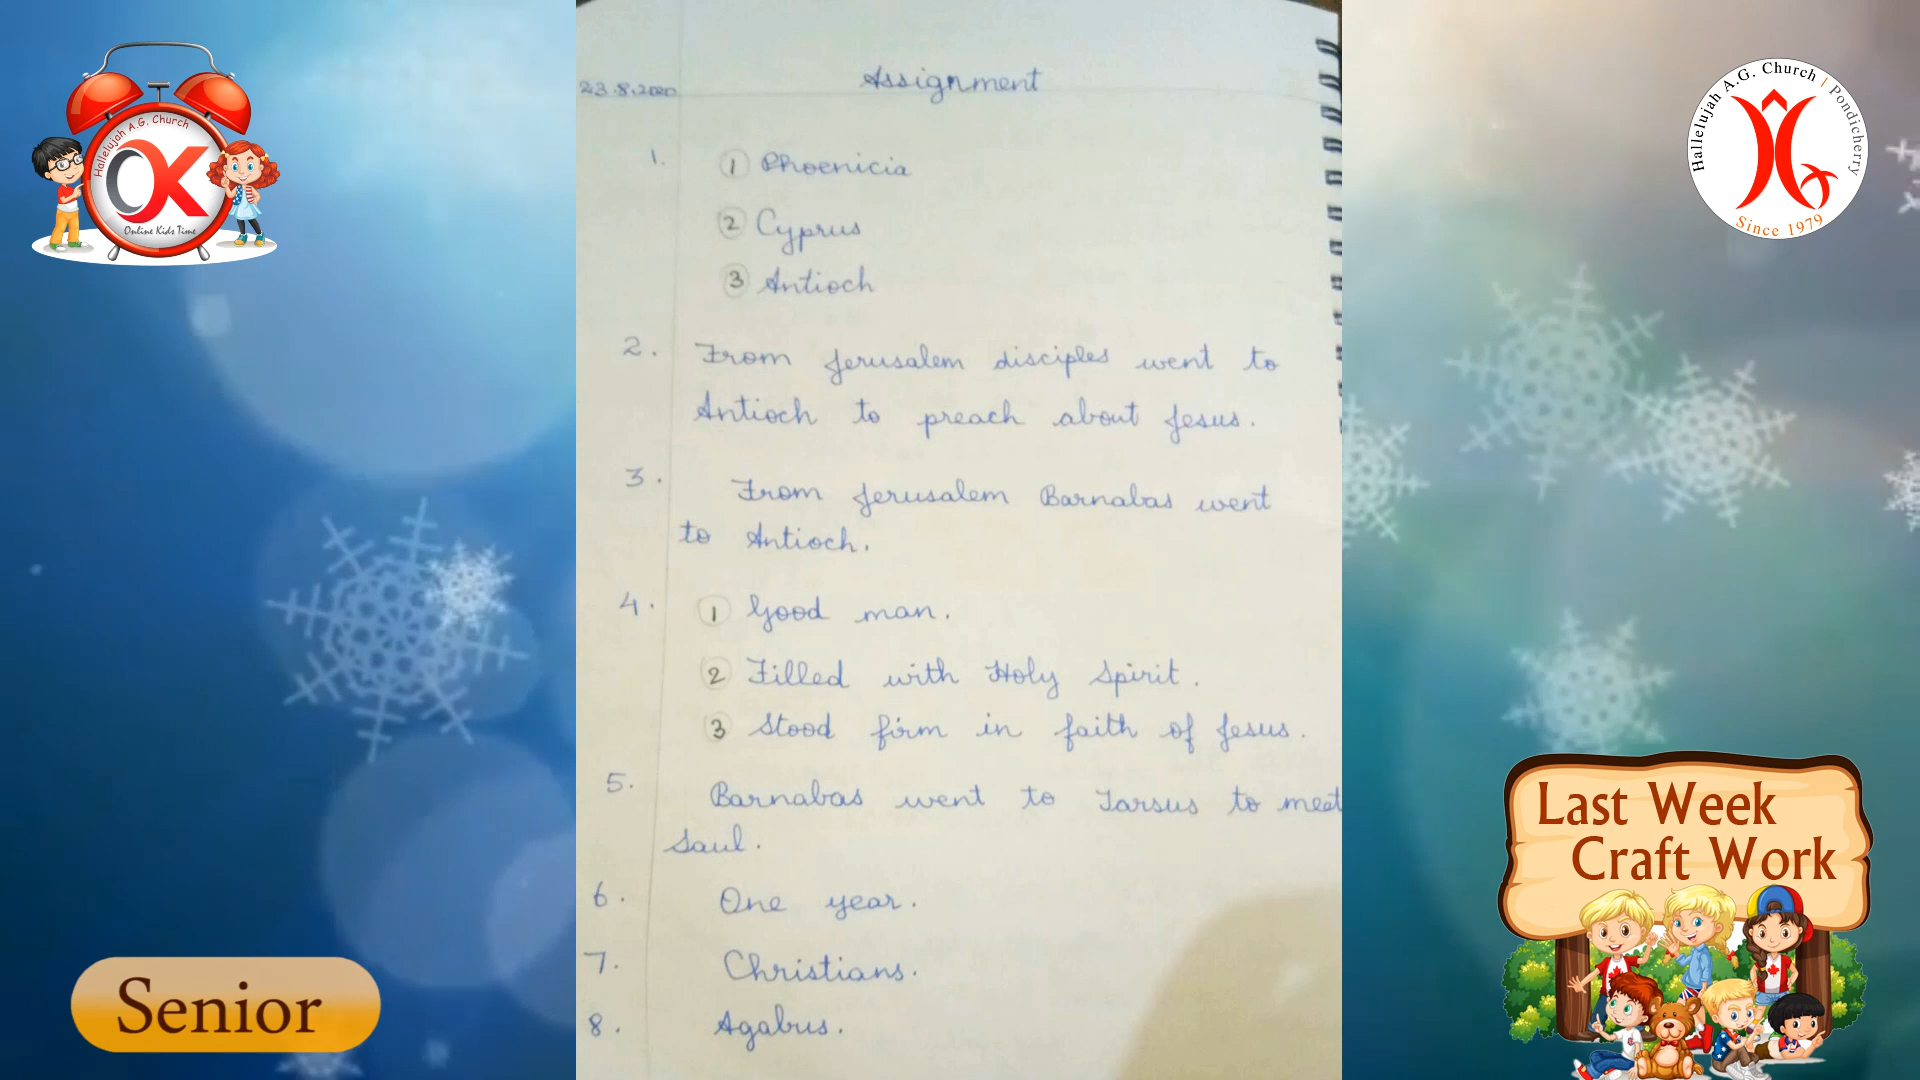 Hallelujah A.G. Church
OK
Online Kids Time
Hallelujah A.G. Church | Pondicherry
Since 1979
23.8.2020
Assignment
1. 1 Phoenicia
2 Cyprus
3 Antioch
2. From Jerusalem disciples went to
Antioch to preach about Jesus.
3. From Jerusalem Barnabas went
to Antioch.
4. 1 Good man.
2 Filled with Holy Spirit.
3 Stood firm in faith of Jesus.
5. Barnabas went to Tarsus to meet
Saul.
6. One year.
7. Christians.
8. Agabus.
Last Week
Craft Work
Senior